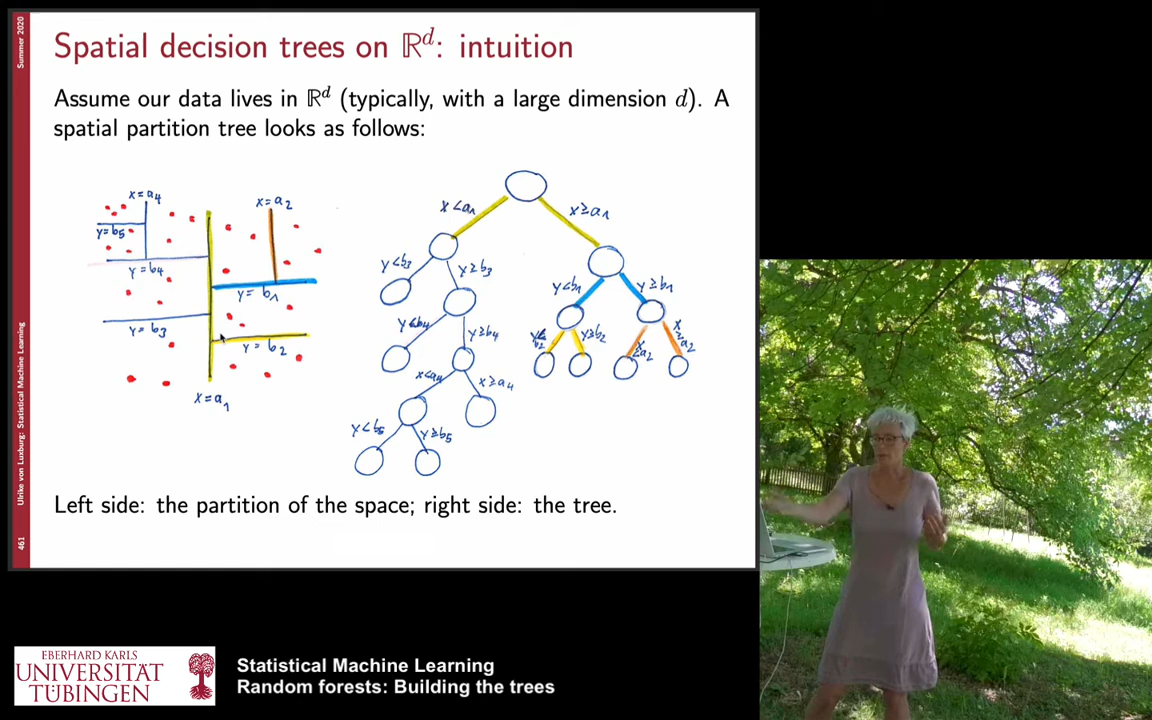 Summer 2020
Spatial decision trees on ℝᵈ: intuition
Assume our data lives in ℝᵈ (typically, with a large dimension d). A
spatial partition tree looks as follows:
x = a₄
x = a₂
y = b₅
y = b₄
y = b₁
y = b₃
y = b₂
x = a₁
x < a₁
x ≥ a₁
y < b₃
y ≥ b₃
y < b₁
y ≥ b₁
y < b₄
y ≥ b₄
y < b₂
y ≥ b₂
x < a₂
x ≥ a₂
x < a₄
x ≥ a₄
y < b₅
y ≥ b₅
Left side: the partition of the space; right side: the tree.
Ulrike von Luxburg: Statistical Machine Learning
461
EBERHARD KARLS
UNIVERSITÄT
TÜBINGEN
Statistical Machine Learning
Random forests: Building the trees